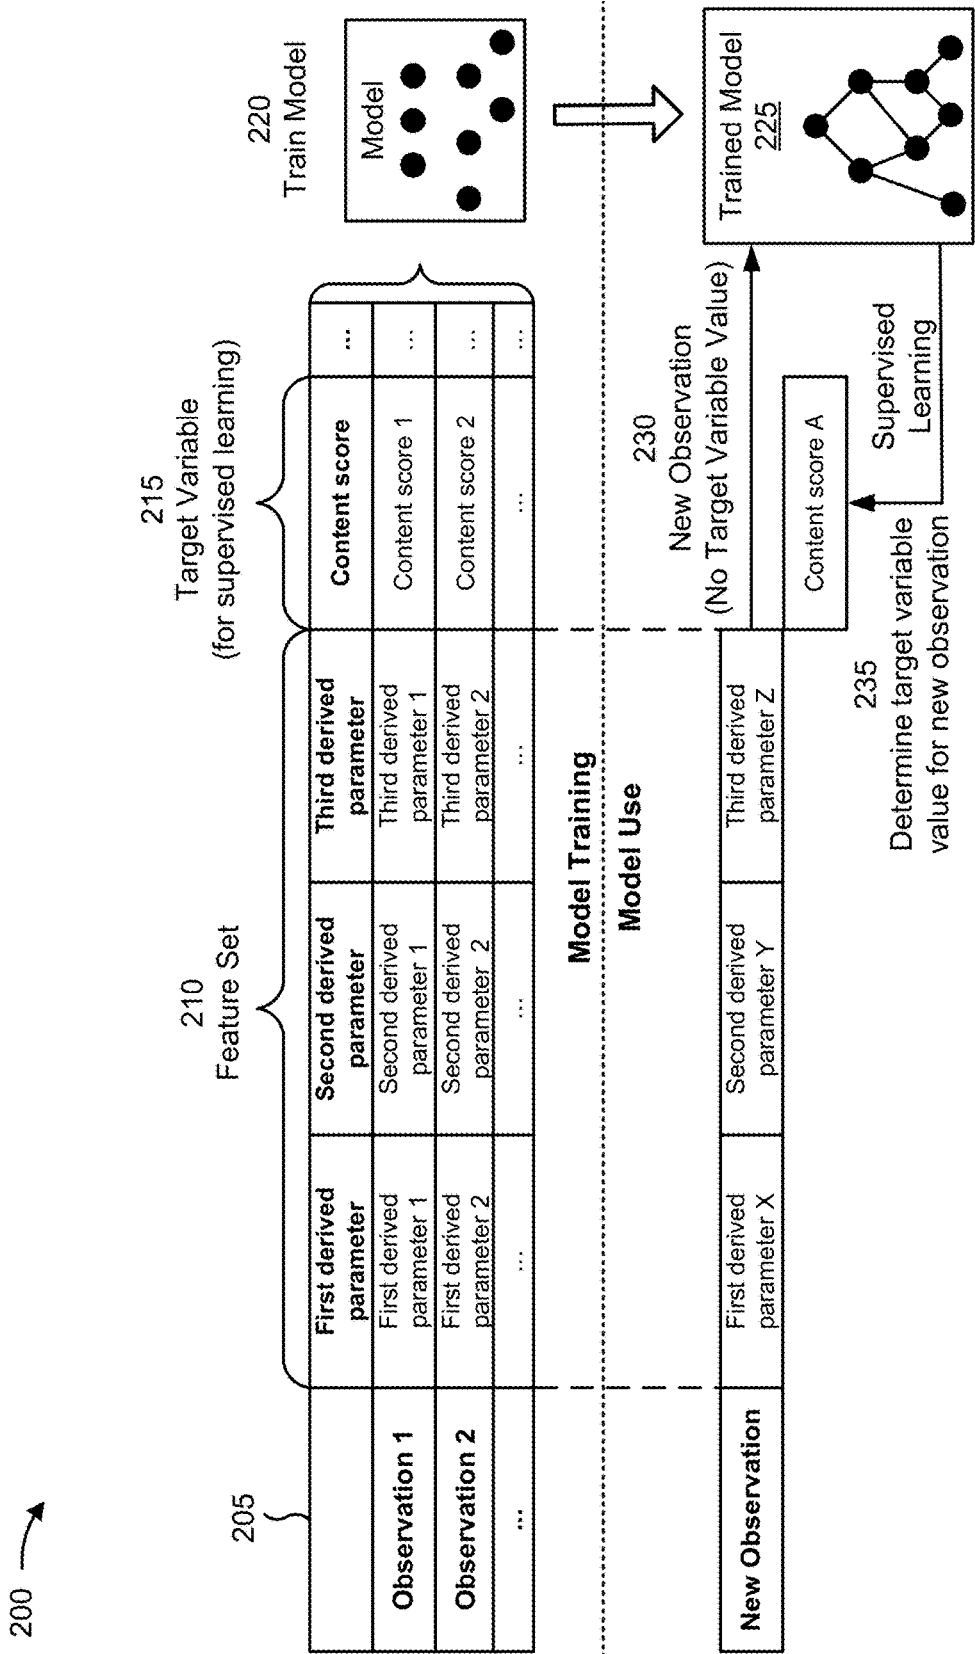 200
205
210
Feature Set
215
Target Variable
(for supervised learning)
220
Train Model
First derived
parameter
Second derived
parameter
Third derived
parameter
Content score
...
Observation 1
First derived
parameter 1
Second derived
parameter 1
Third derived
parameter 1
Content score 1
...
Observation 2
First derived
parameter 2
Second derived
parameter 2
Third derived
parameter 2
Content score 2
...
...
...
...
...
...
...
Model
Model Training
Model Use
230
New Observation
(No Target Variable Value)
Trained Model
225
New Observation
First derived
parameter X
Second derived
parameter Y
Third derived
parameter Z
Content score A
Supervised
Learning
235
Determine target variable
value for new observation